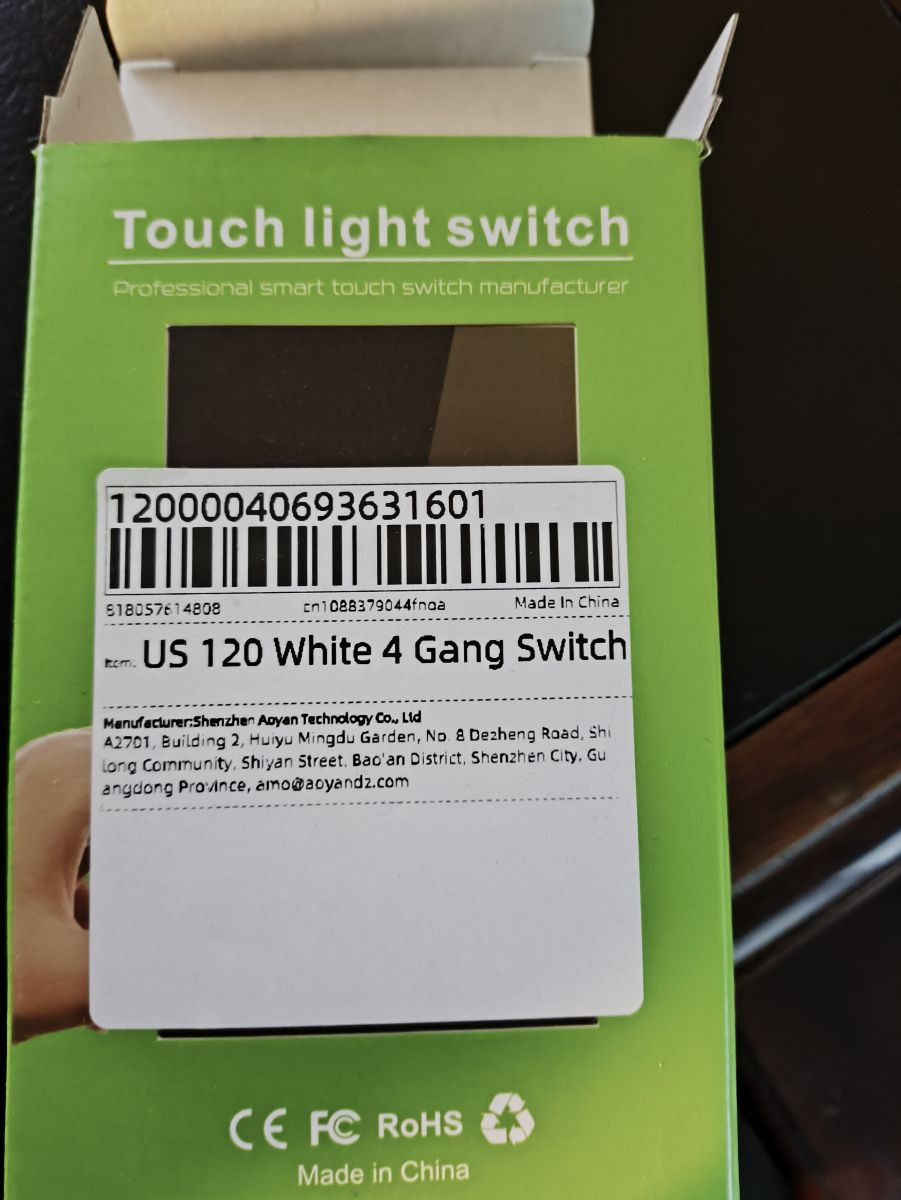 Touch light switch
Professional smart touch switch manufacturer
12000040693631601
818057614808 cn1088379044fnoa Made In China
Item: US 120 White 4 Gang Switch
Manufacturer:Shenzhen Aoyan Technology Co., Ltd
A2701, Building 2, Huiyu Mingdu Garden, No. 8 Dezheng Road, Shi
long Community, Shiyan Street, Bao'an District, Shenzhen City, Gu
angdong Province, amo@aoyandz.com
CE FC RoHS
Made in China